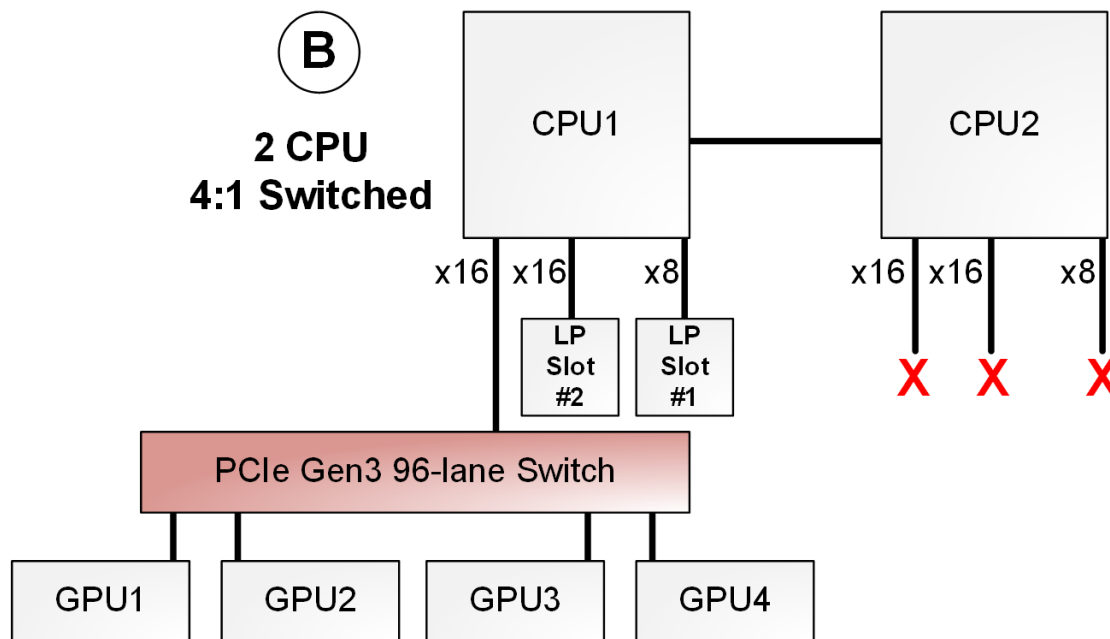 B
2 CPU
4:1 Switched
CPU1
CPU2
x16
x16
x8
x16
x16
x8
LP
Slot
#2
LP
Slot
#1
X
X
X
PCIe Gen3 96-lane Switch
GPU1
GPU2
GPU3
GPU4